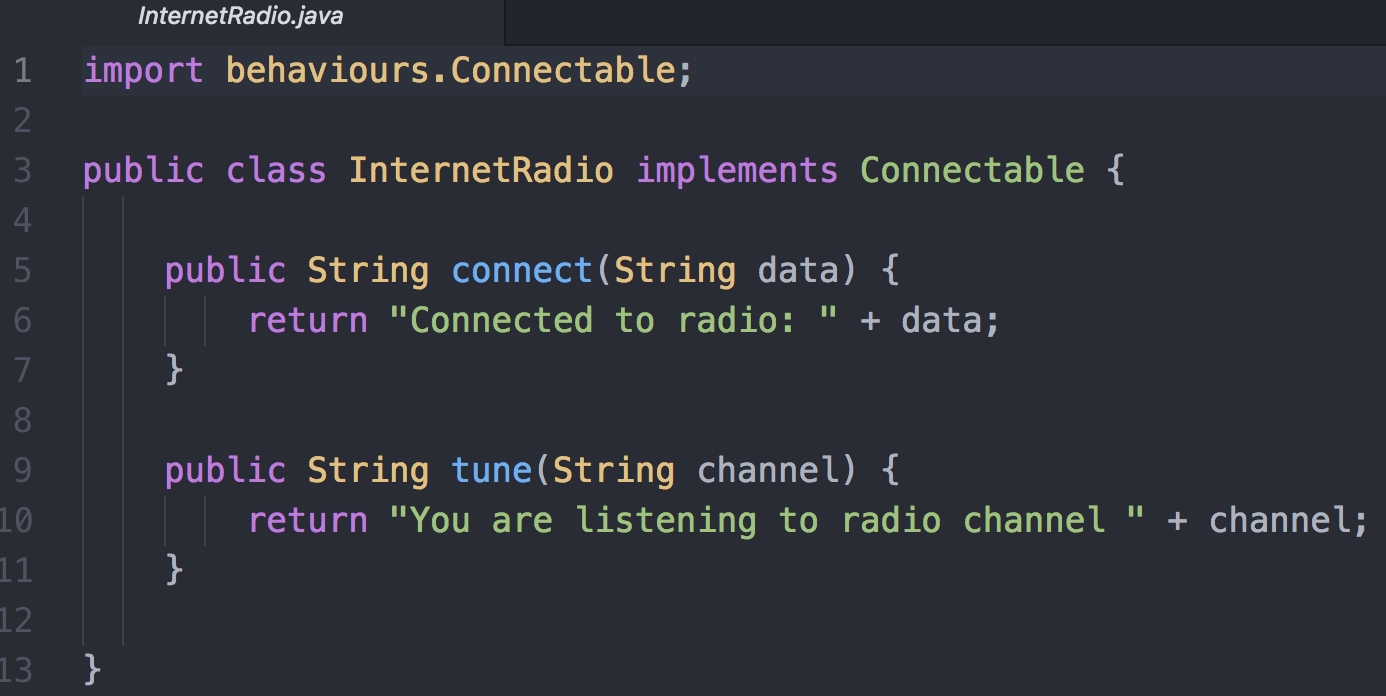 InternetRadio.java
1 import behaviours.Connectable;
2
3 public class InternetRadio implements Connectable {
4
5     public String connect(String data) {
6         return "Connected to radio: " + data;
7     }
8
9     public String tune(String channel) {
10         return "You are listening to radio channel " + channel;
11     }
12
13 }